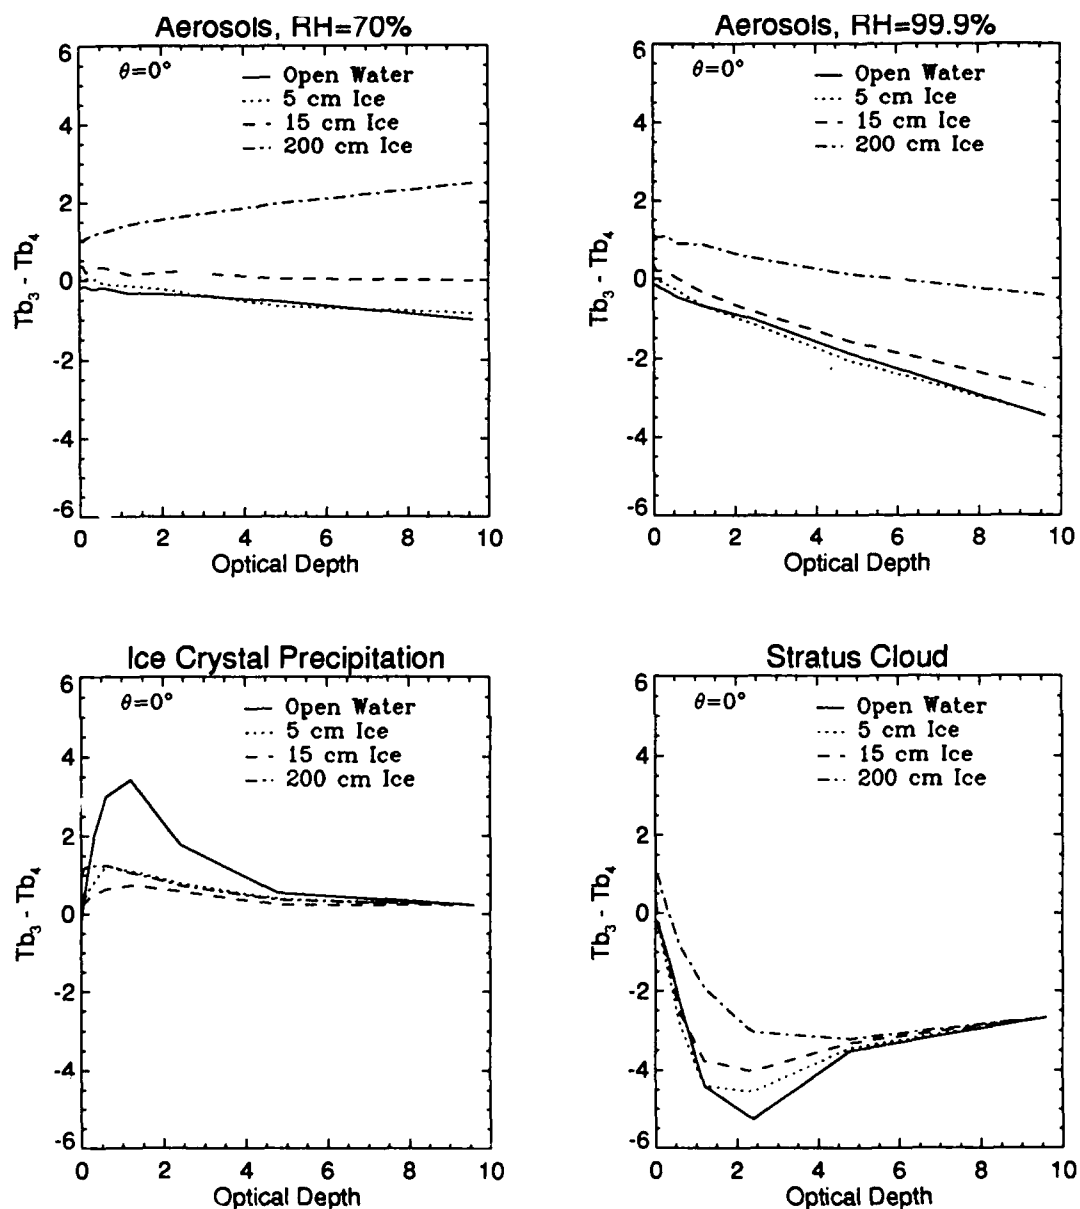 Aerosols, RH=70%
θ=0°
Open Water
5 cm Ice
15 cm Ice
200 cm Ice
6
4
2
0
-2
-4
-6
Tb₃ - Tb₄
0 2 4 6 8 10
Optical Depth
Aerosols, RH=99.9%
θ=0°
Open Water
5 cm Ice
15 cm Ice
200 cm Ice
6
4
2
0
-2
-4
-6
Tb₃ - Tb₄
0 2 4 6 8 10
Optical Depth
Ice Crystal Precipitation
θ=0°
Open Water
5 cm Ice
15 cm Ice
200 cm Ice
6
4
2
0
-2
-4
-6
Tb₃ - Tb₄
0 2 4 6 8 10
Optical Depth
Stratus Cloud
θ=0°
Open Water
5 cm Ice
15 cm Ice
200 cm Ice
6
4
2
0
-2
-4
-6
Tb₃ - Tb₄
0 2 4 6 8 10
Optical Depth